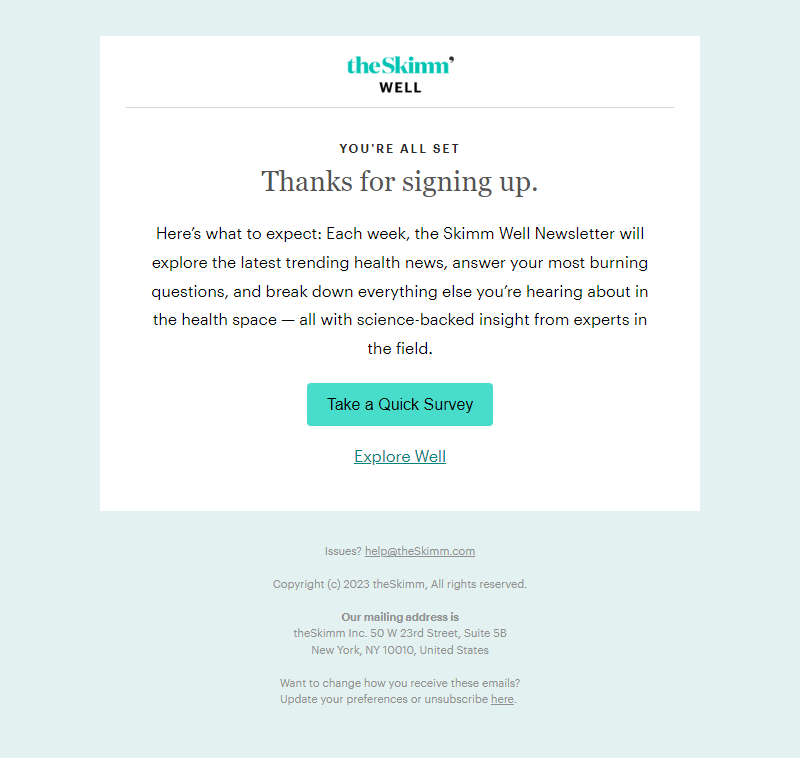 theSkimm’
WELL
YOU'RE ALL SET
Thanks for signing up.
Here’s what to expect: Each week, the Skimm Well Newsletter will
explore the latest trending health news, answer your most burning
questions, and break down everything else you’re hearing about in
the health space — all with science-backed insight from experts in
the field.
Take a Quick Survey
Explore Well
Issues? help@theSkimm.com
Copyright (c) 2023 theSkimm, All rights reserved.
Our mailing address is
theSkimm Inc. 50 W 23rd Street, Suite 5B
New York, NY 10010, United States
Want to change how you receive these emails?
Update your preferences or unsubscribe here.